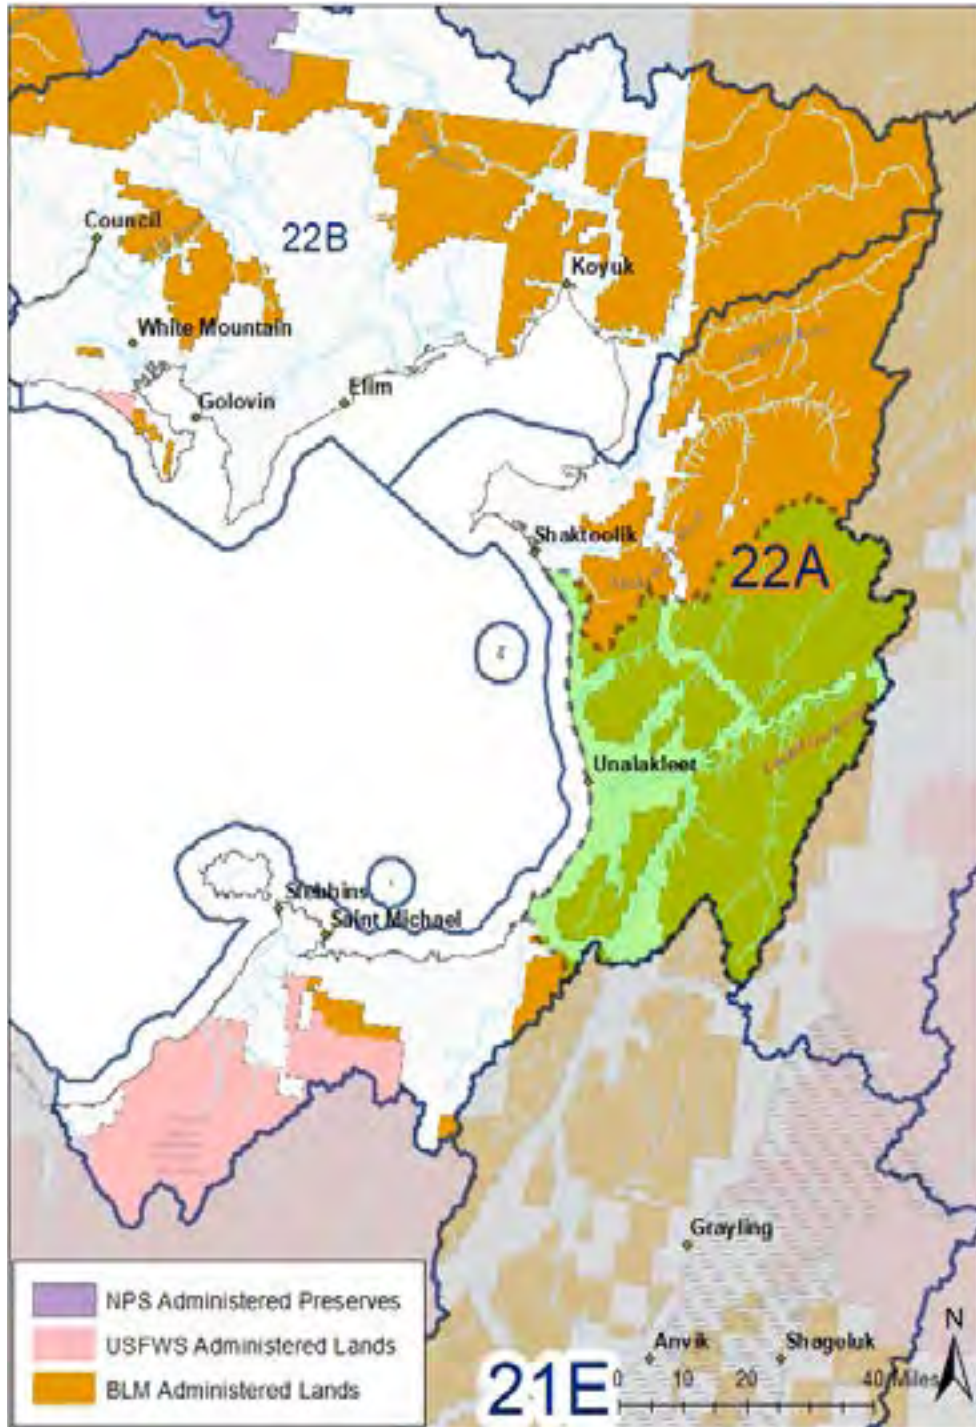 Council
22B
Koyuk
White Mountain
Elim
Golovin
Shaktoolik
22A
2
Unalakleet
Stebbins
Saint Michael
Grayling
Anvik
Shageluk
N
0 10 20 40 Miles
21E
NPS Administered Preserves
USFWS Administered Lands
BLM Administered Lands